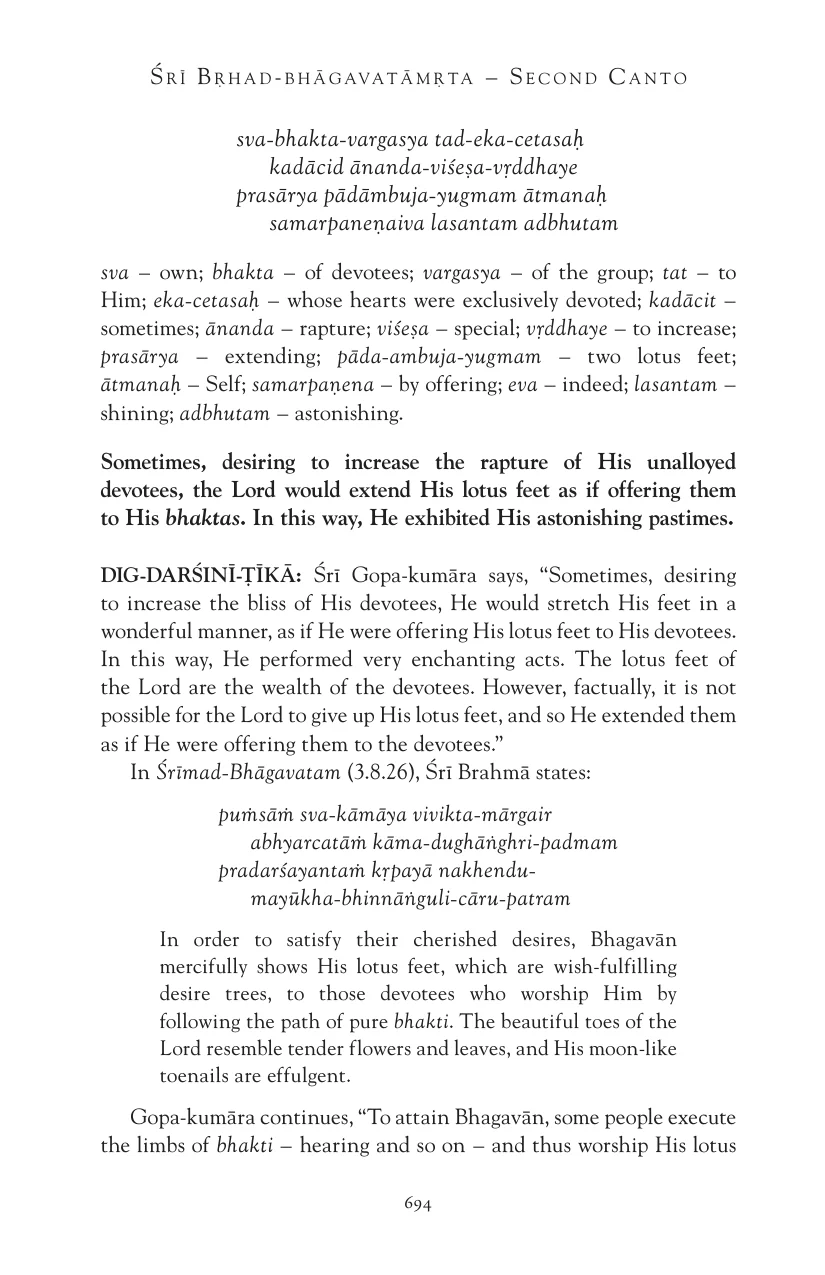 Śrī Bṛhad-bhāgavatāmṛta – Second Canto
sva-bhakta-vargasya tad-eka-cetasaḥ
kadācid ānanda-viśeṣa-vṛddhaye
prasārya pādāmbuja-yugmam ātmanaḥ
samarpaneṇaiva lasantam adbhutam
sva – own; bhakta – of devotees; vargasya – of the group; tat – to
Him; eka-cetasaḥ – whose hearts were exclusively devoted; kadācit –
sometimes; ānanda – rapture; viśeṣa – special; vṛddhaye – to increase;
prasārya – extending; pāda-ambuja-yugmam – two lotus feet;
ātmanaḥ – Self; samarpaṇena – by offering; eva – indeed; lasantam –
shining; adbhutam – astonishing.
Sometimes, desiring to increase the rapture of His unalloyed
devotees, the Lord would extend His lotus feet as if offering them
to His bhaktas. In this way, He exhibited His astonishing pastimes.
DIG-DARŚINĪ-ṬĪKĀ: Śrī Gopa-kumāra says, “Sometimes, desiring
to increase the bliss of His devotees, He would stretch His feet in a
wonderful manner, as if He were offering His lotus feet to His devotees.
In this way, He performed very enchanting acts. The lotus feet of
the Lord are the wealth of the devotees. However, factually, it is not
possible for the Lord to give up His lotus feet, and so He extended them
as if He were offering them to the devotees.”
In Śrīmad-Bhāgavatam (3.8.26), Śrī Brahmā states:
puṁsāṁ sva-kāmāya vivikta-mārgair
abhyarcatāṁ kāma-dughāṅghri-padmam
pradarśayantaṁ kṛpayā nakhendu-
mayūkha-bhinnāṅguli-cāru-patram
In order to satisfy their cherished desires, Bhagavān
mercifully shows His lotus feet, which are wish-fulfilling
desire trees, to those devotees who worship Him by
following the path of pure bhakti. The beautiful toes of the
Lord resemble tender flowers and leaves, and His moon-like
toenails are effulgent.
Gopa-kumāra continues, “To attain Bhagavān, some people execute
the limbs of bhakti – hearing and so on – and thus worship His lotus
694